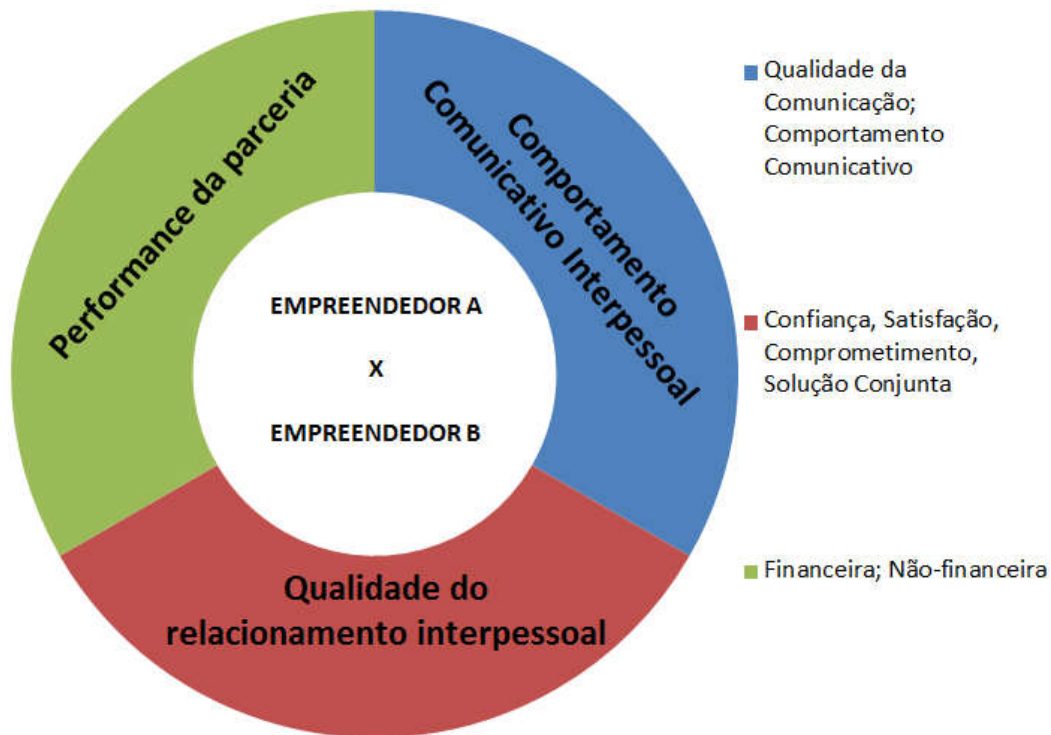 Performance da parceria
Comportamento
Comunicativo Interpessoal
EMPREENDEDOR A
X
EMPREENDEDOR B
Qualidade do
relacionamento interpessoal
Qualidade da
Comunicação;
Comportamento
Comunicativo
Confiança, Satisfação,
Comprometimento,
Solução Conjunta
Financeira; Não-financeira